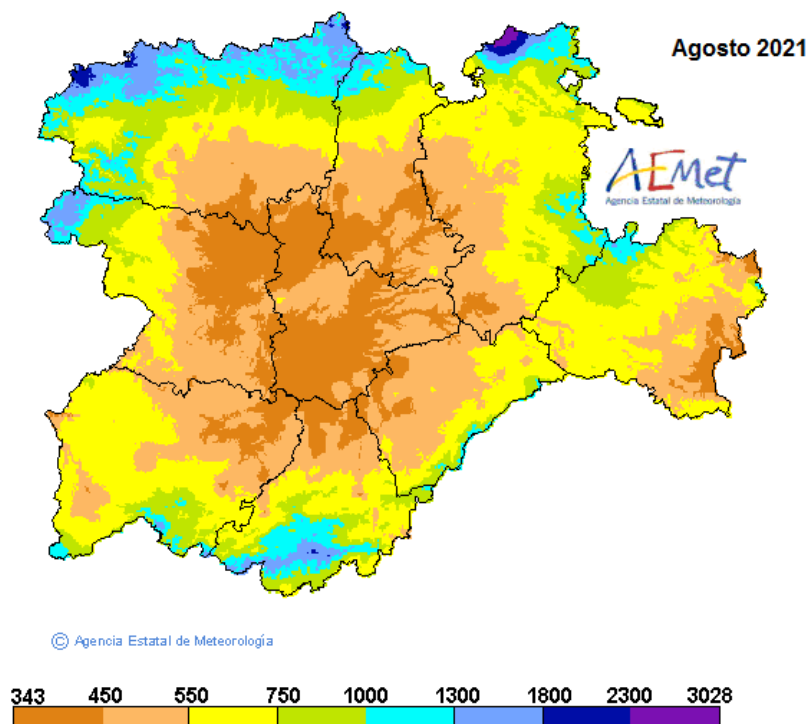 Agosto 2021
AEMet
Agencia Estatal de Meteorología
© Agencia Estatal de Meteorología
343 450 550 750 1000 1300 1800 2300 3028